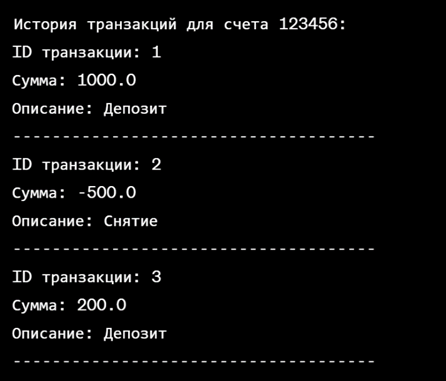 История транзакций для счета 123456:
ID транзакции: 1
Сумма: 1000.0
Описание: Депозит
-------------------------------------
ID транзакции: 2
Сумма: -500.0
Описание: Снятие
-------------------------------------
ID транзакции: 3
Сумма: 200.0
Описание: Депозит
-------------------------------------